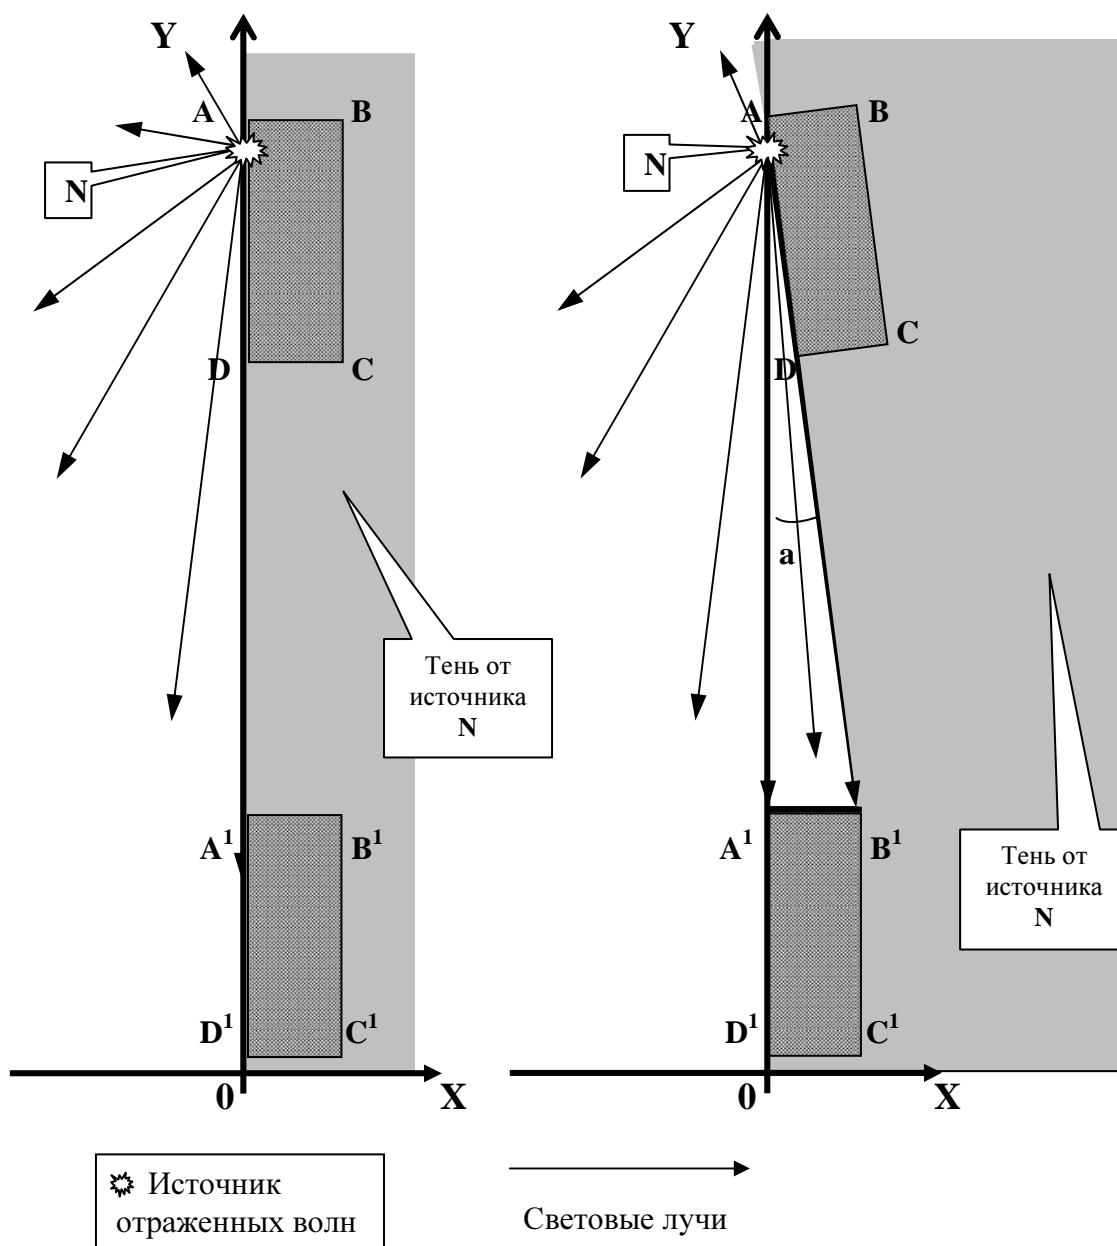 Y
A
B
N
D
C
Тень от
источника
N
A¹
B¹
D¹
C¹
0
X
Y
A
B
N
C
D
a
A¹
B¹
Тень от
источника
N
D¹
C¹
0
X
Источник
отраженных волн
Световые лучи